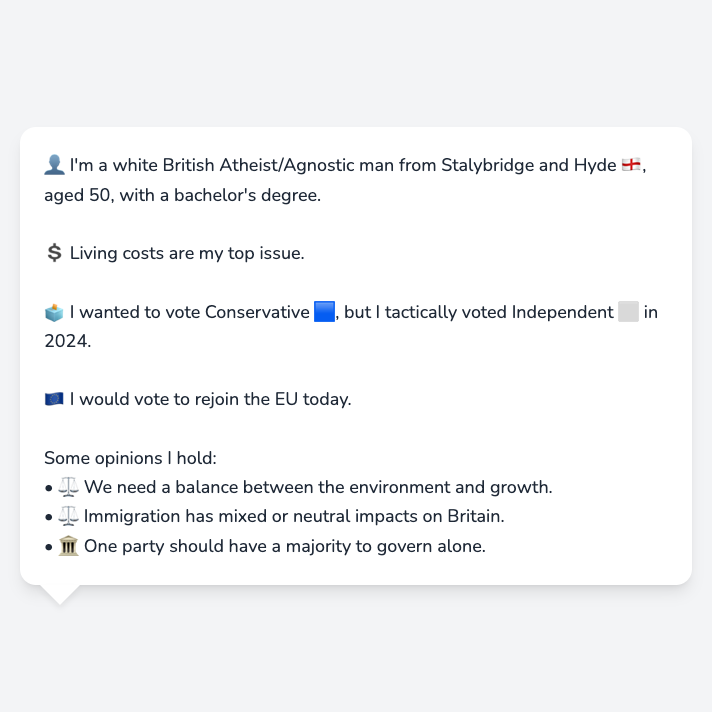 👤 I'm a white British Atheist/Agnostic man from Stalybridge and Hyde 🏴󠁧󠁢󠁥󠁮󠁧󠁿,
aged 50, with a bachelor's degree.
💲 Living costs are my top issue.
🗳️ I wanted to vote Conservative 🟦, but I tactically voted Independent ⬜ in
2024.
🇪🇺 I would vote to rejoin the EU today.
Some opinions I hold:
• ⚖️ We need a balance between the environment and growth.
• ⚖️ Immigration has mixed or neutral impacts on Britain.
• 🏛️ One party should have a majority to govern alone.